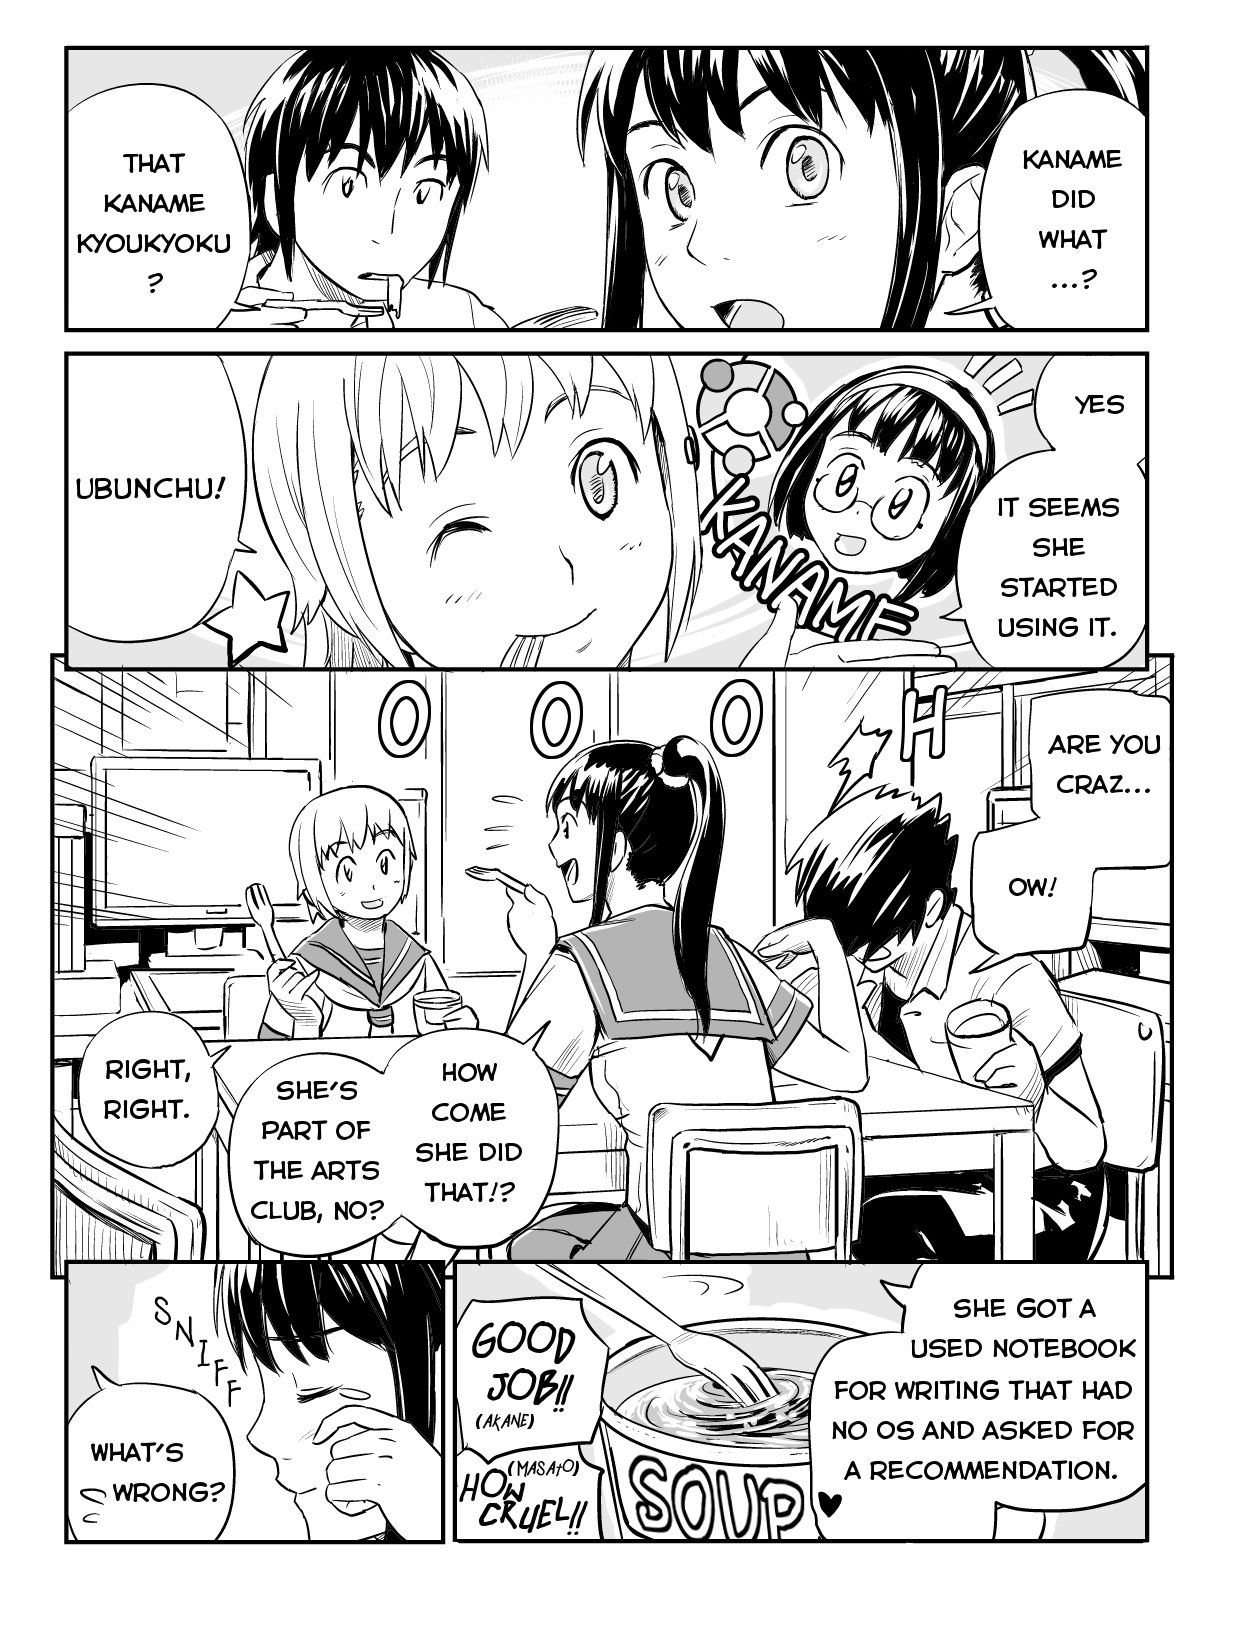 KANAME
DID
WHAT
...?
THAT
KANAME
KYOUKYOKU
?
YES
IT SEEMS
SHE
STARTED
USING IT.
KANAME
UBUNCHU!
ARE YOU
CRAZ...
OW!
OOOH
HOW
COME
SHE DID
THAT!?
SHE'S
PART OF
THE ARTS
CLUB, NO?
RIGHT,
RIGHT.
SHE GOT A
USED NOTEBOOK
FOR WRITING THAT HAD
NO OS AND ASKED FOR
A RECOMMENDATION.
♥
SOUP
GOOD
JOB!!
(AKANE)
(MASATO)
HOW
CRUEL!!
SNIFF
WHAT'S
WRONG?